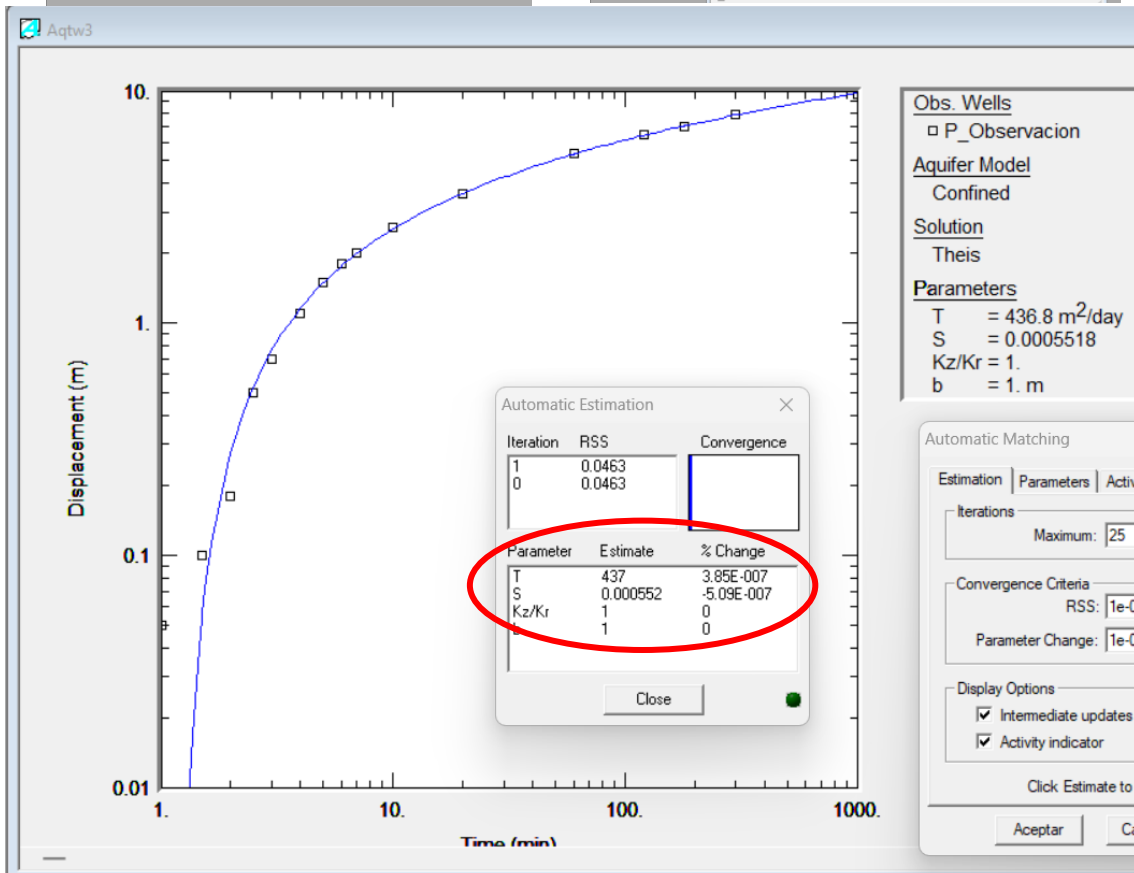 Aqtw3
10.
1.
0.1
0.01
Displacement (m)
1.
10.
100.
1000.
Time (min)
Obs. Wells
P_Observacion
Aquifer Model
Confined
Solution
Theis
Parameters
T = 436.8 m²/day
S = 0.0005518
Kz/Kr = 1.
b = 1. m
Automatic Estimation
Iteration RSS Convergence
1 0.0463
0 0.0463
Parameter Estimate % Change
T 437 3.85E-007
S 0.000552 -5.09E-007
Kz/Kr 1 0
b 1 0
Close
Automatic Matching
Estimation Parameters
Iterations
Maximum: 25
Convergence Criteria
RSS:
Parameter Change:
Display Options
Intermediate updates
Activity indicator
Click Estimate to
Aceptar